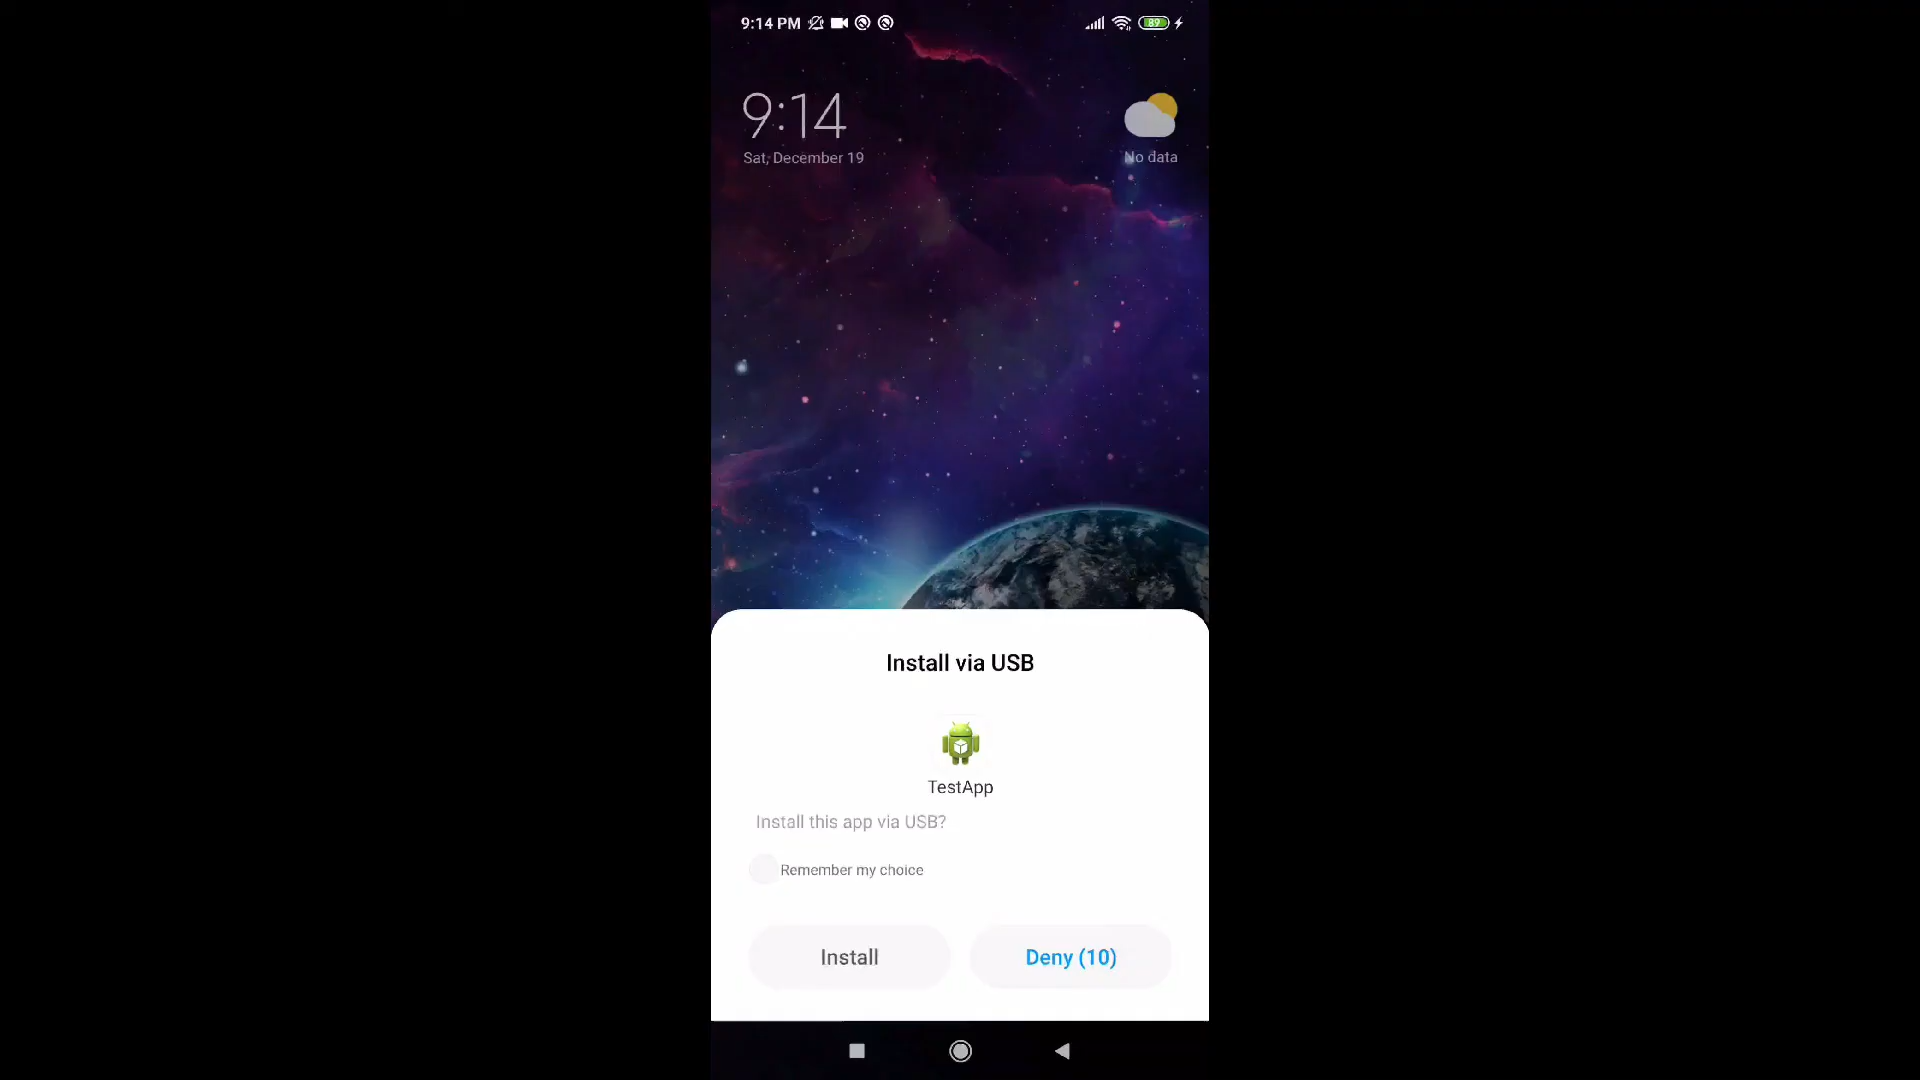 9:14 PM
89
9:14
Sat, December 19
No data
Install via USB
TestApp
Install this app via USB?
Remember my choice
Install
Deny (10)